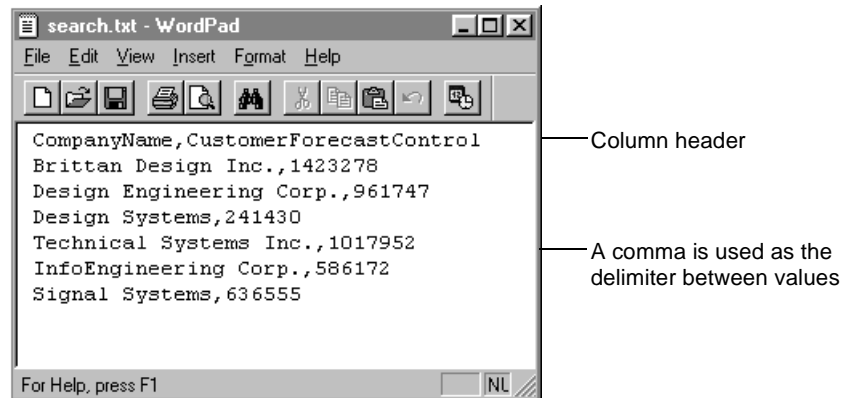 search.txt - WordPad
File Edit View Insert Format Help
CompanyName,CustomerForecastControl
Brittan Design Inc.,1423278
Design Engineering Corp.,961747
Design Systems,241430
Technical Systems Inc.,1017952
InfoEngineering Corp.,586172
Signal Systems,636555
For Help, press F1
NL
Column header
A comma is used as the
delimiter between values